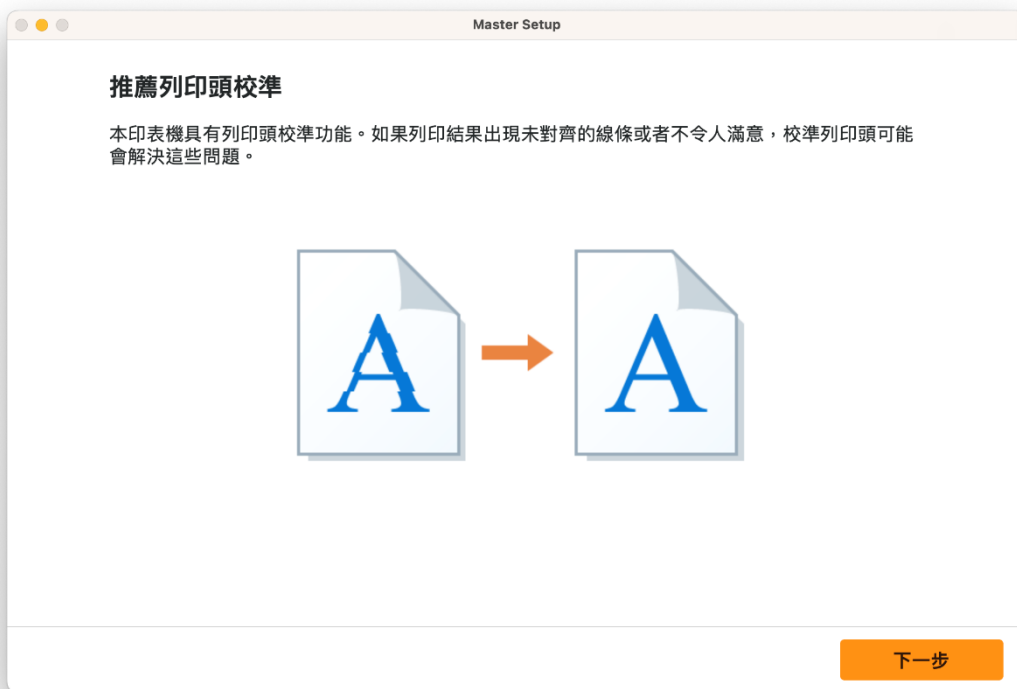 Master Setup
推薦列印頭校準
本印表機具有列印頭校準功能。如果列印結果出現未對齊的線條或者不令人滿意，校準列印頭可能
會解決這些問題。
A
A
下一步